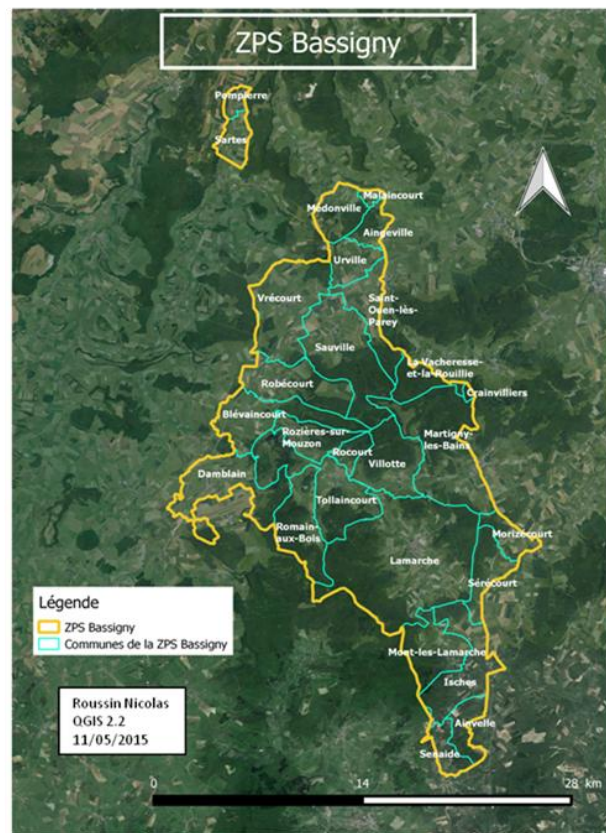 ZPS Bassigny
Pompierre
Sartes
Malaincourt
Médonville
Aingeville
Urville
Vrécourt
Saint-
Ouen-lès-
Parey
Sauville
La Vacheresse-
et-la-Rouillie
Robécourt
Crainvilliers
Blévaincourt
Rozières-sur-
Mouzon
Martigny-
les-Bains
Rocourt
Villotte
Damblain
Tollaincourt
Romain-
aux-Bois
Morizécourt
Lamarche
Sérécourt
Légende
ZPS Bassigny
Communes de la ZPS Bassigny
Mont-les-Lamarche
Isches
Ainvelle
Senaide
Roussin Nicolas
QGIS 2.2
11/05/2015
0 14 28 km